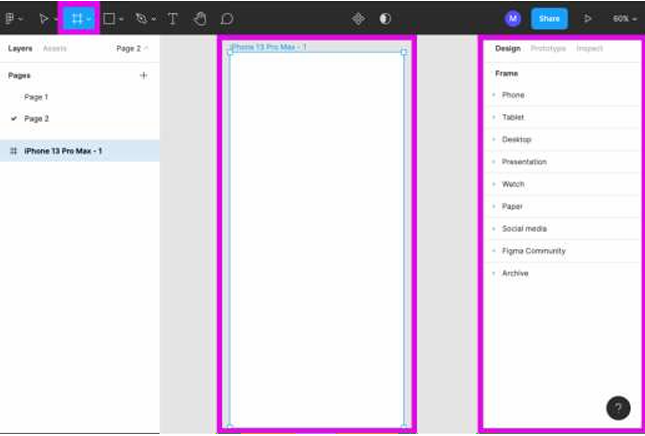 M Share 60%
Layers Assets Page 2
Pages
Page 1
Page 2
iPhone 13 Pro Max - 1
iPhone 13 Pro Max - 1
Design Prototype Inspect
Frame
Phone
Tablet
Desktop
Presentation
Watch
Paper
Social media
Figma Community
Archive
?